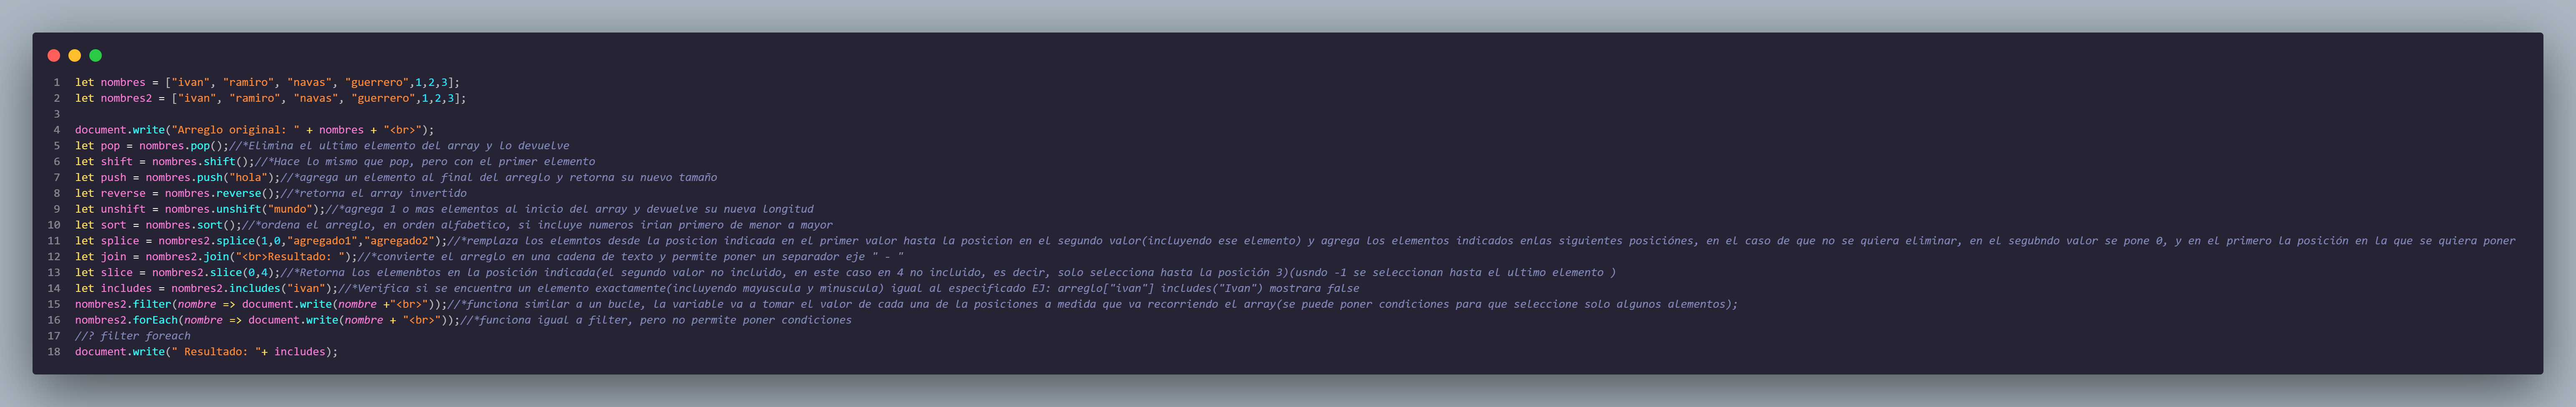 1 let nombres = ["ivan", "ramiro", "navas", "guerrero",1,2,3];
2 let nombres2 = ["ivan", "ramiro", "navas", "guerrero",1,2,3];
3
4 document.write("Arreglo original: " + nombres + "<br>");
5 let pop = nombres.pop();//*Elimina el ultimo elemento del array y lo devuelve
6 let shift = nombres.shift();//*Hace lo mismo que pop, pero con el primer elemento
7 let push = nombres.push("hola");//*agrega un elemento al final del arreglo y retorna su nuevo tamaño
8 let reverse = nombres.reverse();//*retorna el array invertido
9 let unshift = nombres.unshift("mundo");//*agrega 1 o mas elementos al inicio del array y devuelve su nueva longitud
10 let sort = nombres.sort();//*ordena el arreglo, en orden alfabetico, si incluye numeros irian primero de menor a mayor
11 let splice = nombres2.splice(1,0,"agregado1","agregado2");//*remplaza los elemntos desde la posicion indicada en el primer valor hasta la posicion en el segundo valor(incluyendo ese elemento) y agrega los elementos indicados enlas siguientes posiciónes, en el caso de que no se quiera eliminar, en el segubndo valor se pone 0, y en el primero la posición en la que se quiera poner
12 let join = nombres2.join("<br>Resultado: ");//*convierte el arreglo en una cadena de texto y permite poner un separador eje " - "
13 let slice = nombres2.slice(0,4);//*Retorna los elemenbtos en la posición indicada(el segundo valor no incluido, en este caso en 4 no incluido, es decir, solo selecciona hasta la posición 3)(usndo -1 se seleccionan hasta el ultimo elemento )
14 let includes = nombres2.includes("ivan");//*Verifica si se encuentra un elemento exactamente(incluyendo mayuscula y minuscula) igual al especificado EJ: arreglo["ivan"] includes("Ivan") mostrara false
15 nombres2.filter(nombre => document.write(nombre +"<br>"));//*funciona similar a un bucle, la variable va a tomar el valor de cada una de la posiciones a medida que va recorriendo el array(se puede poner condiciones para que seleccione solo algunos alementos);
16 nombres2.forEach(nombre => document.write(nombre + "<br>"));//*funciona igual a filter, pero no permite poner condiciones
17 //? filter foreach
18 document.write(" Resultado: "+ includes);